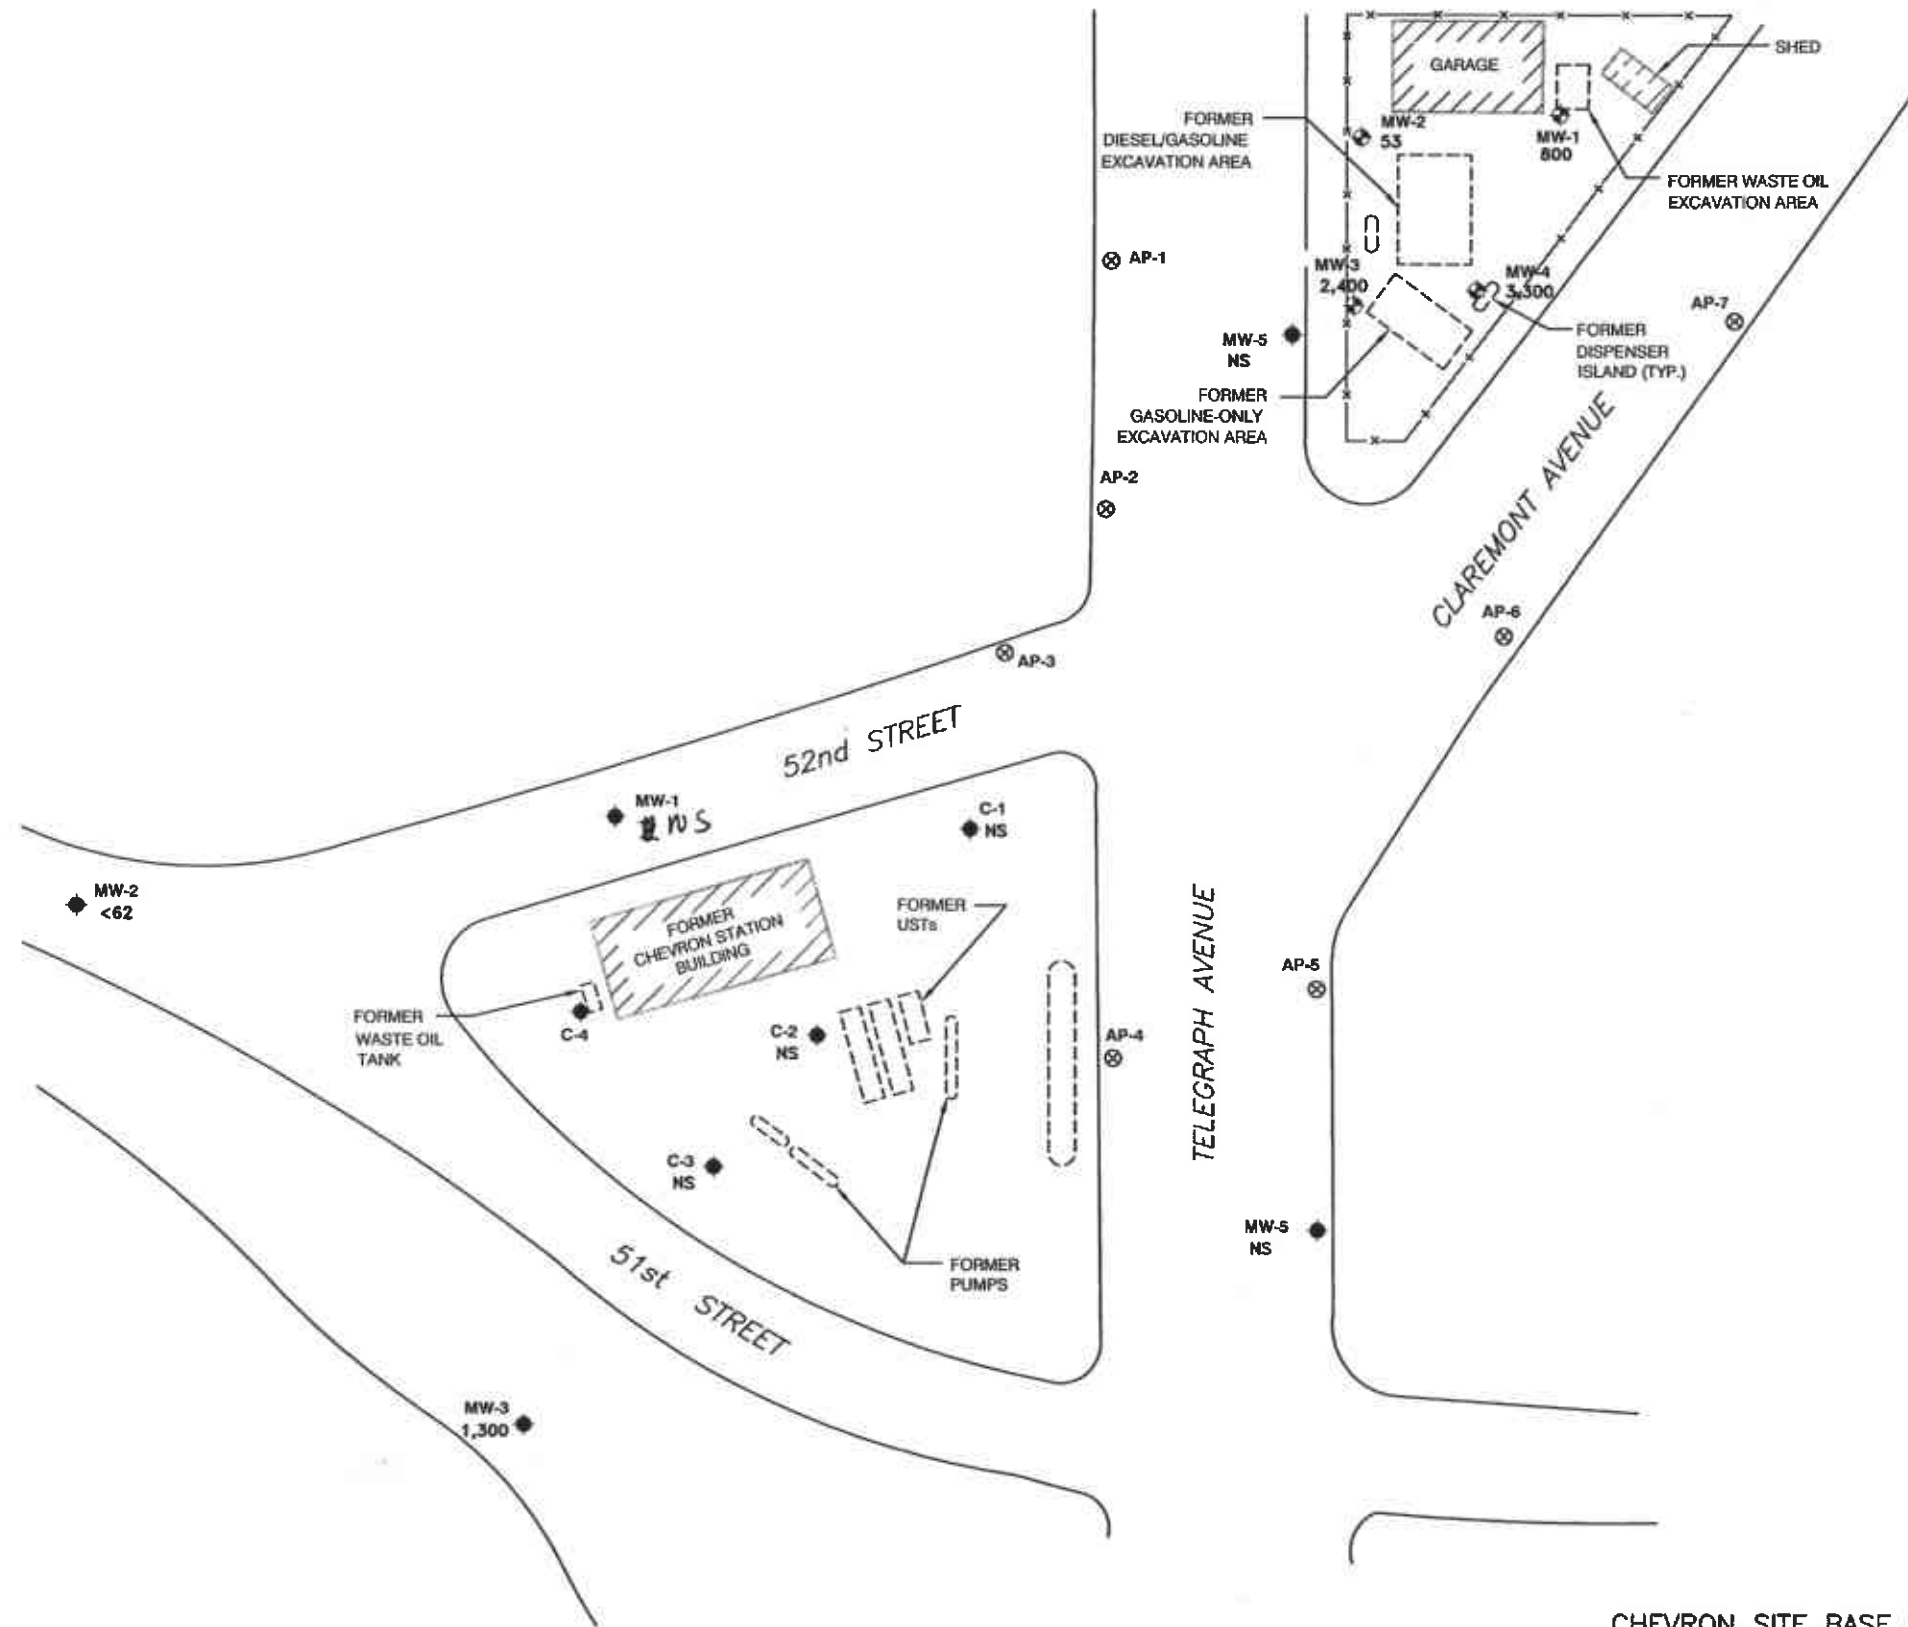 GARAGE
SHED
FORMER
DIESEL/GASOLINE
EXCAVATION AREA
MW-2
53
MW-1
800
FORMER WASTE OIL
EXCAVATION AREA
AP-1
MW-3
2,400
MW-4
3,300
AP-7
MW-5
NS
FORMER
DISPENSER
ISLAND (TYP.)
FORMER
GASOLINE-ONLY
EXCAVATION AREA
CLAREMONT AVENUE
AP-2
AP-6
AP-3
52nd STREET
MW-1
NS
C-1
NS
MW-2
<62
FORMER
CHEVRON STATION
BUILDING
FORMER
USTs
TELEGRAPH AVENUE
AP-5
FORMER
WASTE OIL
TANK
C-4
C-2
NS
AP-4
C-3
NS
MW-5
NS
51st STREET
FORMER
PUMPS
MW-3
1,300
CHEVRON SITE BASE